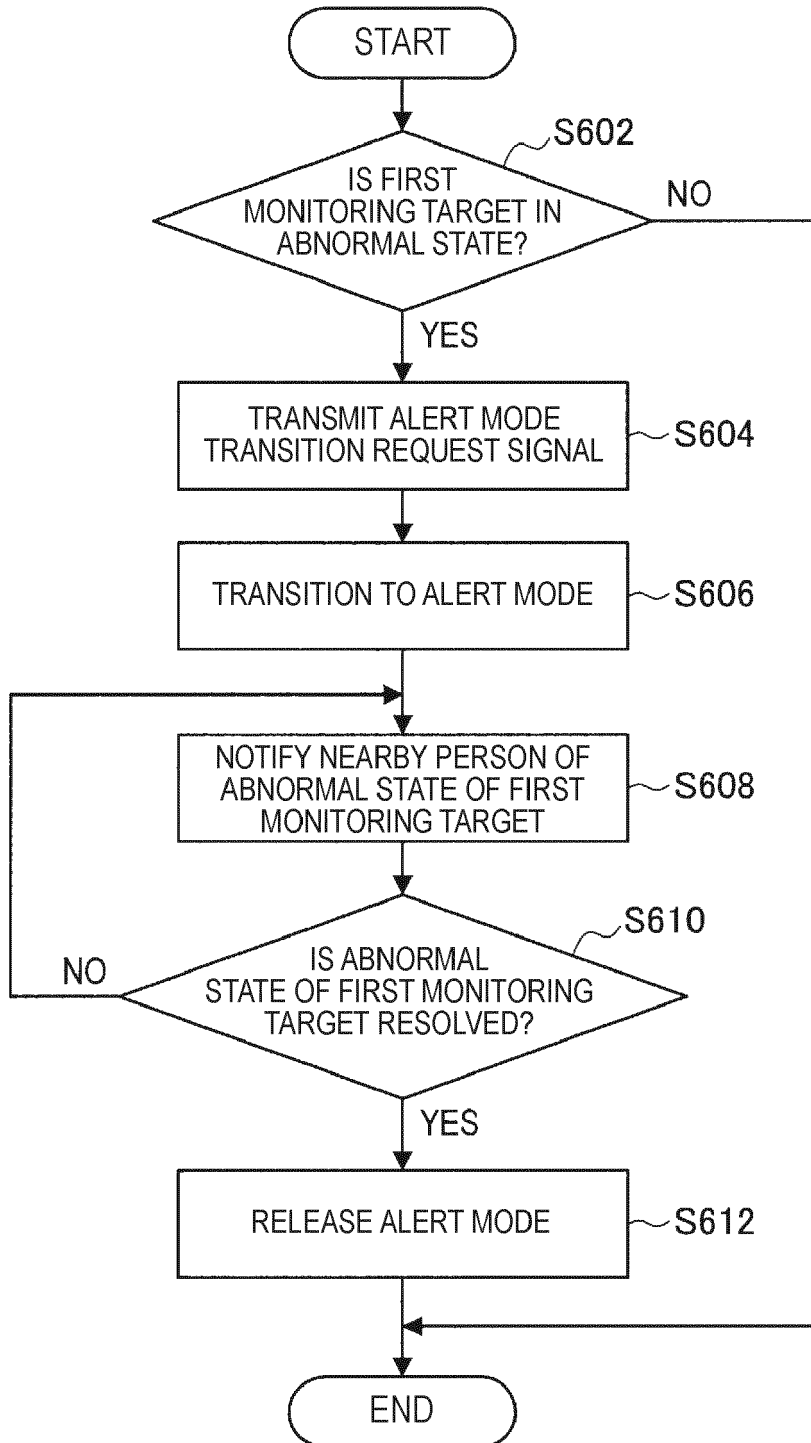 START
S602
IS FIRST
MONITORING TARGET IN
ABNORMAL STATE?
NO
YES
TRANSMIT ALERT MODE
TRANSITION REQUEST SIGNAL
S604
TRANSITION TO ALERT MODE
S606
NOTIFY NEARBY PERSON OF
ABNORMAL STATE OF FIRST
MONITORING TARGET
S608
S610
IS ABNORMAL
STATE OF FIRST MONITORING
TARGET RESOLVED?
NO
YES
RELEASE ALERT MODE
S612
END